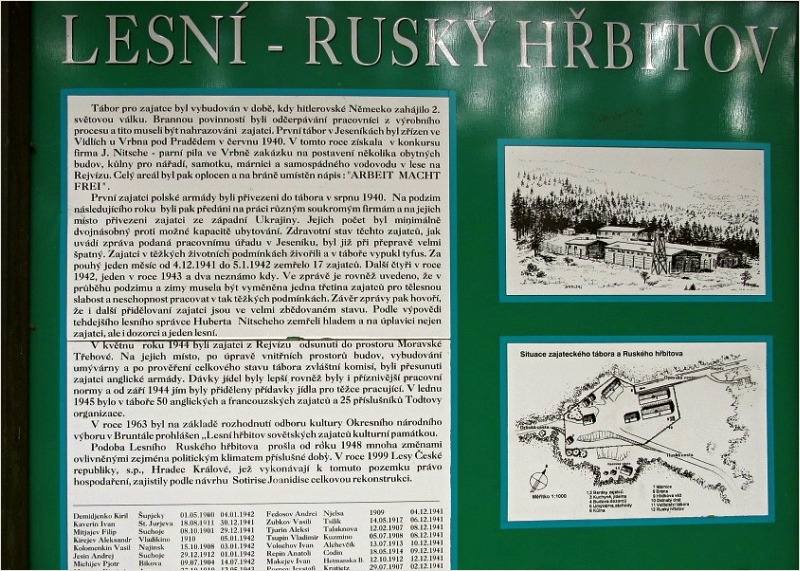 LESNÍ - RUSKÝ HŘBITOV
Tábor pro zajatce byl vybudován v době, kdy hitlerovské Německo zahájilo 2.
světovou válku. Brannou povinností byli odčerpávání pracovníci z výrobního
procesu a tito museli být nahrazováni zajatci. První tábor v Jeseníkách byl zřízen ve
Vidlích u Vrbna pod Pradědem v červnu 1940. V tomto roce získala v konkursu
firma J. Nitsche - parní pila ve Vrbně zakázku na postavení několika obytných
budov, kůlny pro nářadí, samotku, márnici a samospádného vodovodu v lese na
Rejvízu. Celý areál byl pak oplocen a na bráně umístěn nápis : "ARBEIT MACHT
FREI" .
První zajatci polské armády byli přivezeni do tábora v srpnu 1940. Na podzim
následujícího roku byli pak předáni na práci různým soukromým firmám a na jejich
místo přivezeni zajatci ze západní Ukrajiny. Jejich počet byl minimálně
dvojnásobný proti možné kapacitě ubytování. Zdravotní stav těchto zajatců, jak
uvádí zpráva podaná pracovnímu úřadu v Jeseníku, byl již při přepravě velmi
špatný. Zajatci v těžkých životních podmínkách živořili a v táboře vypukl tyfus. Za
pouhý jeden měsíc od 4.12.1941 do 5.1.1942 zemřelo 17 zajatců. Další čtyři v roce
1942, jeden v roce 1943 a dva neznámo kdy. Ve zprávě je rovněž uvedeno, že v
průběhu podzimu a zimy musela být vyměněna jedna třetina zajatců pro tělesnou
slabost a neschopnost pracovat v tak těžkých podmínkách. Závěr zprávy pak hovoří,
že i další přidělování zajatci jsou ve velmi zbědovaném stavu. Podle výpovědi
tehdejšího lesního správce Huberta Nitscheho zemřeli hladem a na úplavici nejen
zajatci, ale i dozorci a jeden lesní.
V květnu roku 1944 byli zajatci z Rejvízu odsunuti do prostoru Moravské
Třebové. Na jejich místo, po úpravě vnitřních prostorů budov, vybudování
umývárny a po prověření celkového stavu tábora zvláštní komisí, byli přesunuti
zajatci anglické armády. Dávky jídel byly lepší rovněž byly i příznivější pracovní
normy a od září 1944 jim byly přiděleny přídavky jídla pro těžce pracující. V lednu
1945 bylo v táboře 50 anglických a francouzských zajatců a 25 příslušníků Todtovy
organizace.
V roce 1963 byl na základě rozhodnutí odboru kultury Okresního národního
výboru v Bruntále prohlášen „Lesní hřbitov sovětských zajatců kulturní památkou.
Podoba Lesního Ruského hřbitova prošla od roku 1948 mnoha změnami
ovlivněnými zejména politickým klimatem příslušné doby. V roce 1999 Lesy České
republiky, s.p., Hradec Králové, jež vykonávají k tomuto pozemku právo
hospodaření, zajistily podle návrhu Sotirise Joanidise celkovou rekonstrukci.
Demidjenko Kiril Šupjcky 01.05.1900 04.01.1942 Fedosov Andrei Njelsa 1909 04.12.1941
Kaverin Ivan St. Jurjeva 18.08.1911 30.12.1941 Zubkov Vasili Tsilik 14.05.1917 06.12.1941
Mitjajev Filip Suchoje 08.10.1901 29.12.1941 Tjurin Aleksi Talaknova 12.02.1907 08.12.1941
Kirejev Aleksandr Vladikino 1910 05.01.1942 Tsupin Vladimir Kuzmino 05.07.1908 08.12.1941
Kolomenkin Vasil Najinsk 15.10.1908 03.01.1942 Volochov Ivan Alchevik 13.07.1913 10.12.1941
Jesin Andrej Suchoje 29.12.1912 01.01.1942 Repin Anatoli Codin 18.05.1914 09.12.1941
Michijev Pjotr Bikova 09.07.1904 14.07.1942 Makejev Ivan 12.10.1912 12.12.1941
29.07.1907 02.12.1941
Situace zajateckého tábora a Ruského hřbitova
Měřítko 1:1000